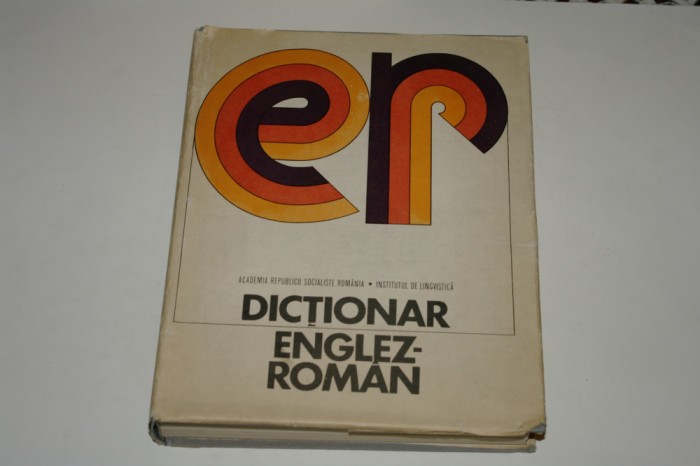 er
ACADEMIA REPUBLICII SOCIALISTE ROMÂNIA • INSTITUTUL DE LINGVISTICĂ
DICȚIONAR
ENGLEZ-
ROMÂN